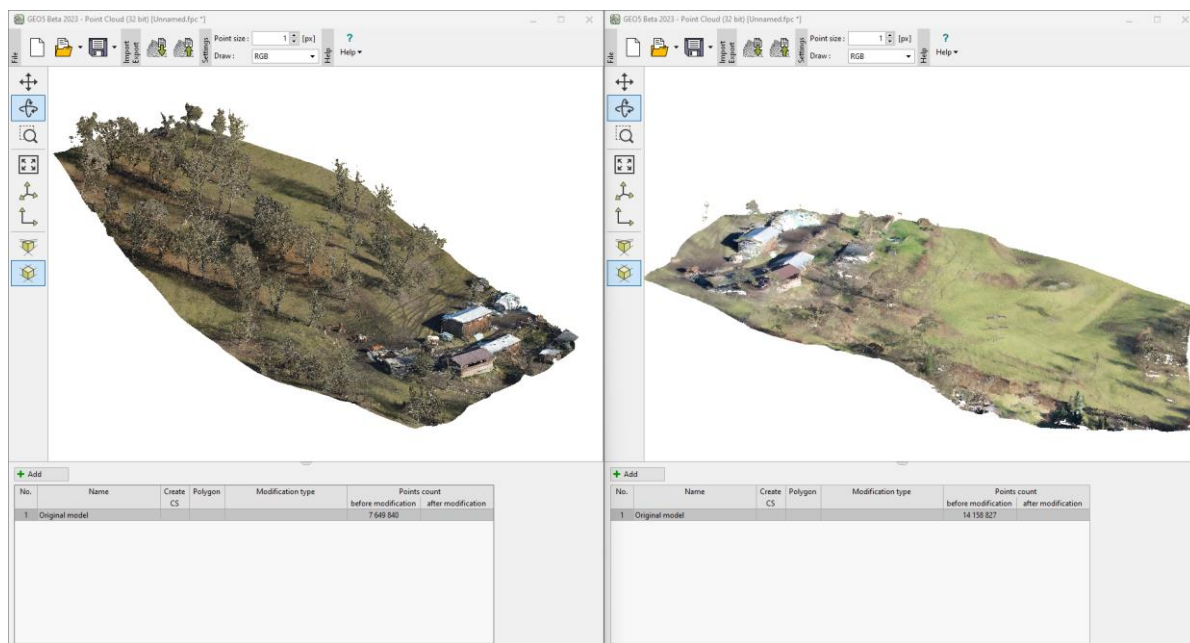 GEO5 Beta 2023 - Point Cloud (32 bit) [Unnamed.fpc *]
File
Import
Export
Settings
Point size : 1 [px]
Draw : RGB
Help
?
Help
Add
No. Name Create CS Polygon Modification type Points count
before modification after modification
1 Original model 7 649 840
GEO5 Beta 2023 - Point Cloud (32 bit) [Unnamed.fpc *]
File
Import
Export
Settings
Point size : 1 [px]
Draw : RGB
Help
?
Help
Add
No. Name Create CS Polygon Modification type Points count
before modification after modification
1 Original model 14 158 827